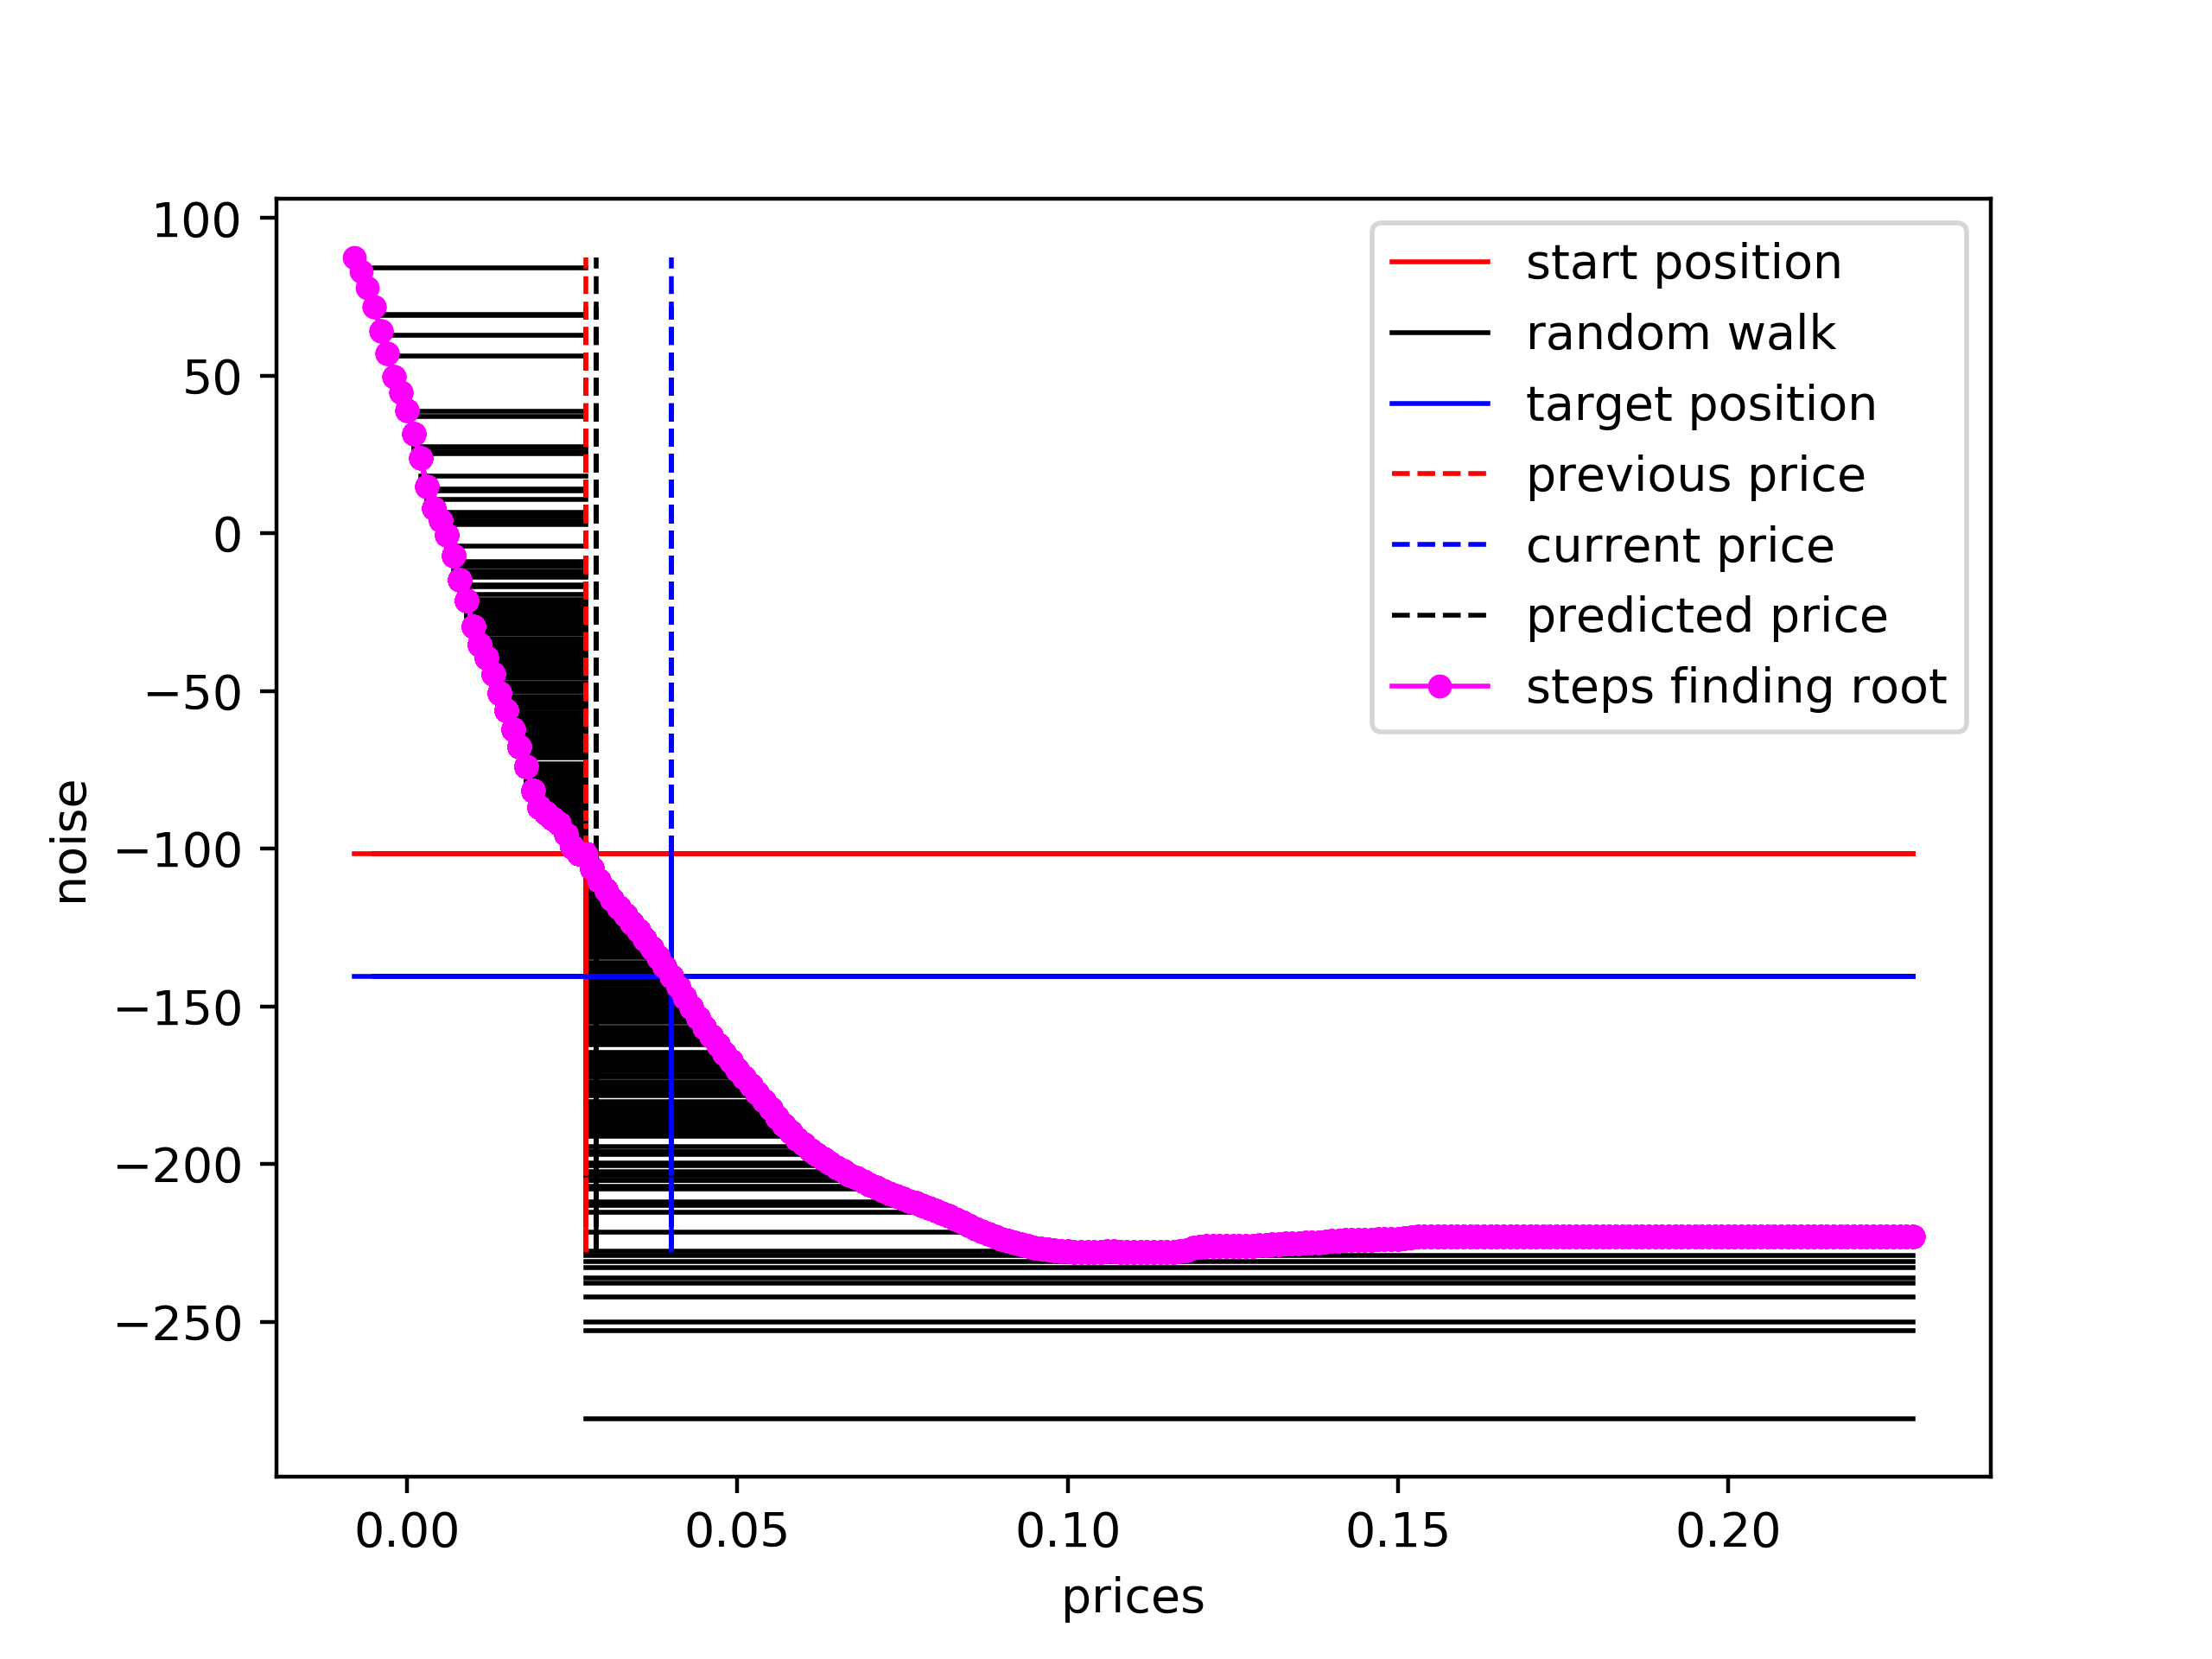 100
50
0
−50
−100
−150
−200
−250
noise
0.00 0.05 0.10 0.15 0.20
prices
start position
random walk
target position
previous price
current price
predicted price
steps finding root